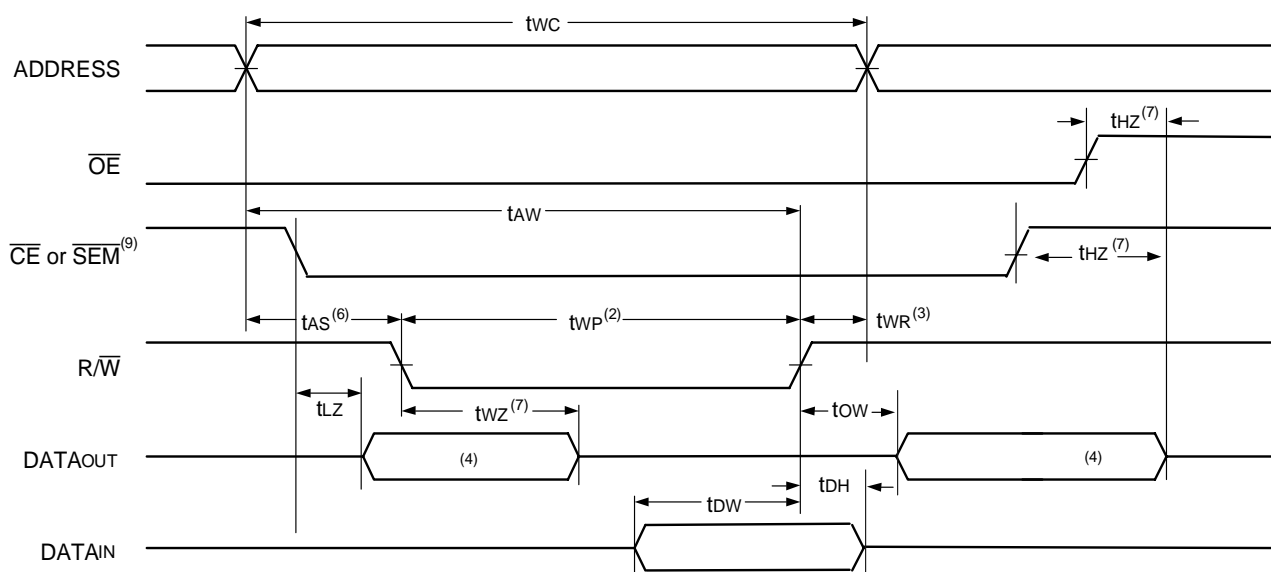 tWC
ADDRESS
tHZ(7)
OE
tAW
CE or SEM(9)
tHZ(7)
tAS(6) tWP(2) tWR(3)
R/W
tLZ tWZ(7) tOW
DATAOUT (4) (4)
tDW tDH
DATAIN